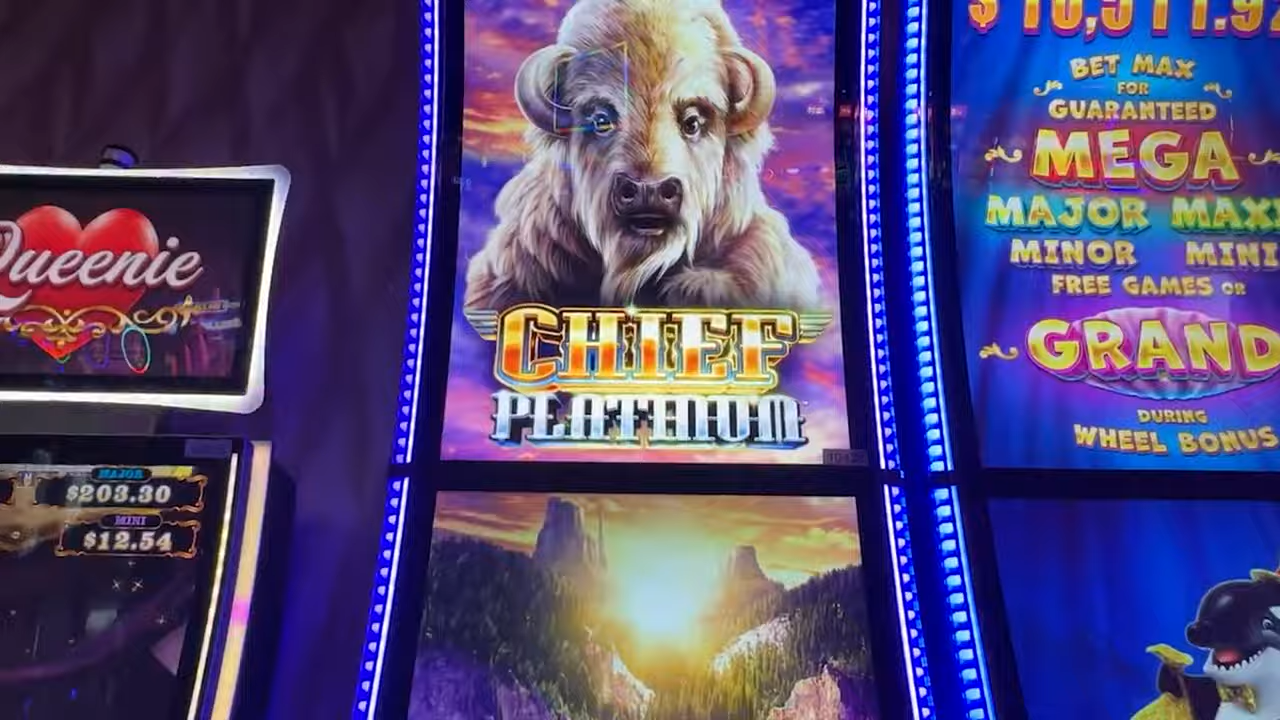 Queenie
MAJOR
$203.30
MINI
$12.54
CHIEF
PLATINUM
BET MAX
FOR
GUARANTEED
MEGA
MAJOR MAXI
MINOR MINI
FREE GAMES OR
GRAND
DURING
WHEEL BONUS